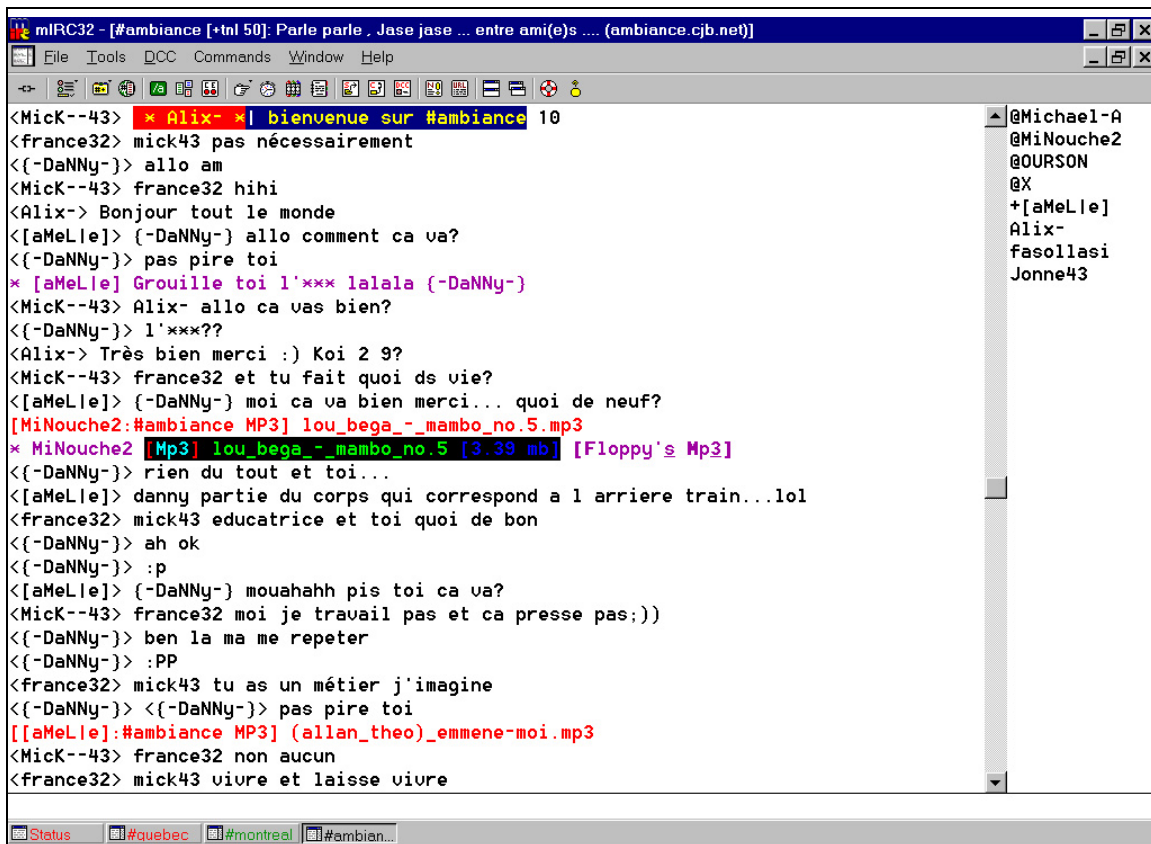 mIRC32 - [#ambiance [+tnl 50]: Parle parle , Jase jase ... entre ami(e)s .... (ambiance.cjb.net)]
File Tools DCC Commands Window Help
<MicK--43> × Alix- ×| bienvenue sur #ambiance 10
<france32> mick43 pas nécessairement
<{-DaNNy-}> allo am
<MicK--43> france32 hihi
<Alix-> Bonjour tout le monde
<[aMeL|e]> {-DaNNy-} allo comment ca va?
<{-DaNNy-}> pas pire toi
* [aMeL|e] Grouille toi l'*** lalala {-DaNNy-}
<MicK--43> Alix- allo ca vas bien?
<{-DaNNy-}> l'***??
<Alix-> Très bien merci :) Koi 2 9?
<MicK--43> france32 et tu fait quoi ds vie?
<[aMeL|e]> {-DaNNy-} moi ca va bien merci... quoi de neuf?
[MiNouche2:#ambiance MP3] lou_bega_-_mambo_no.5.mp3
* MiNouche2 [Mp3] lou_bega_-_mambo_no.5 [3.39 mb] [Floppy's Mp3]
<{-DaNNy-}> rien du tout et toi...
<[aMeL|e]> danny partie du corps qui correspond a l arriere train...lol
<france32> mick43 educatrice et toi quoi de bon
<{-DaNNy-}> ah ok
<{-DaNNy-}> :p
<[aMeL|e]> {-DaNNy-} mouahahh pis toi ca va?
<MicK--43> france32 moi je travail pas et ca presse pas;))
<{-DaNNy-}> ben la ma me repeter
<{-DaNNy-}> :PP
<france32> mick43 tu as un métier j'imagine
<{-DaNNy-}> <{-DaNNy-}> pas pire toi
[[aMeL|e]:#ambiance MP3] (allan_theo)_emmene-moi.mp3
<MicK--43> france32 non aucun
<france32> mick43 vivre et laisse vivre
@Michael-A
@MiNouche2
@OURSON
@X
+[aMeL|e]
Alix-
fasollasi
Jonne43
Status #quebec #montreal #ambian...